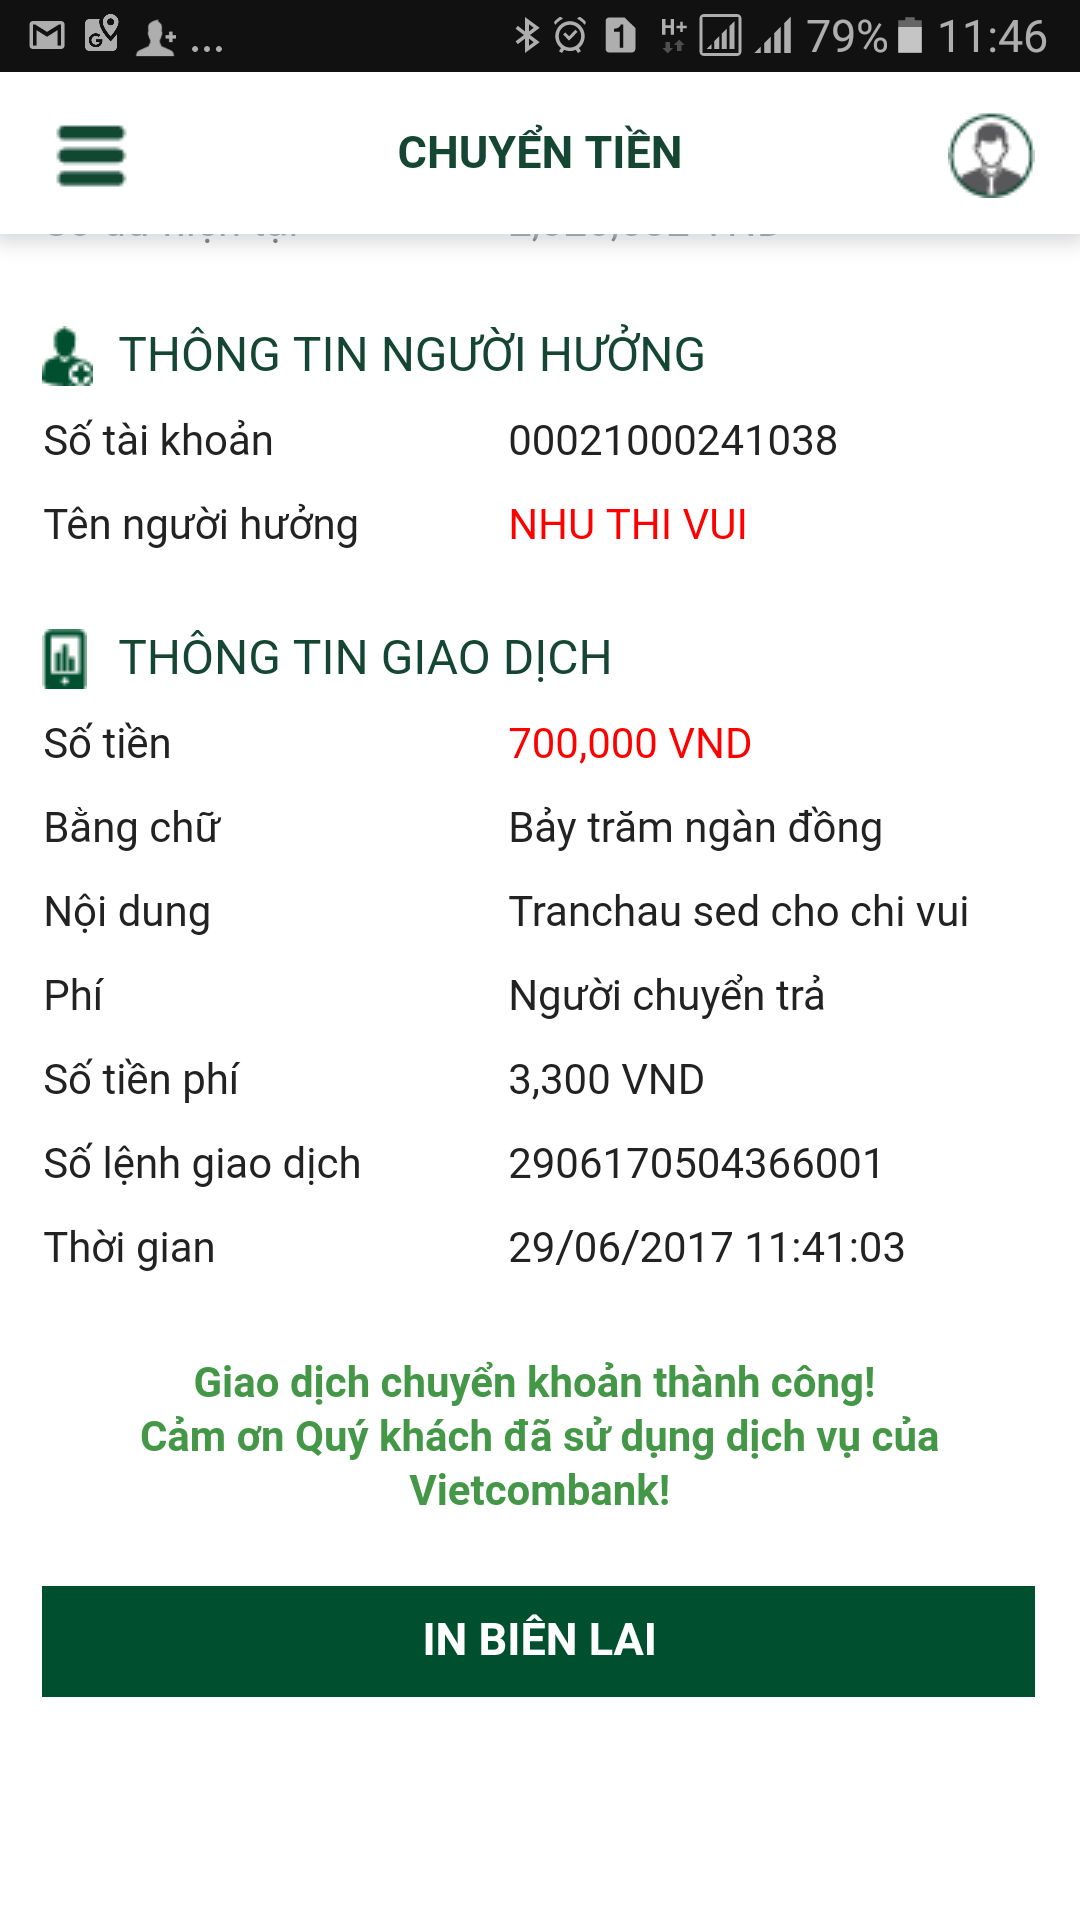 79% 11:46
CHUYỂN TIỀN
THÔNG TIN NGƯỜI HƯỞNG
Số tài khoản 00021000241038
Tên người hưởng NHU THI VUI
THÔNG TIN GIAO DỊCH
Số tiền 700,000 VND
Bằng chữ Bảy trăm ngàn đồng
Nội dung Tranchau sed cho chi vui
Phí Người chuyển trả
Số tiền phí 3,300 VND
Số lệnh giao dịch 2906170504366001
Thời gian 29/06/2017 11:41:03
Giao dịch chuyển khoản thành công!
Cảm ơn Quý khách đã sử dụng dịch vụ của
Vietcombank!
IN BIÊN LAI